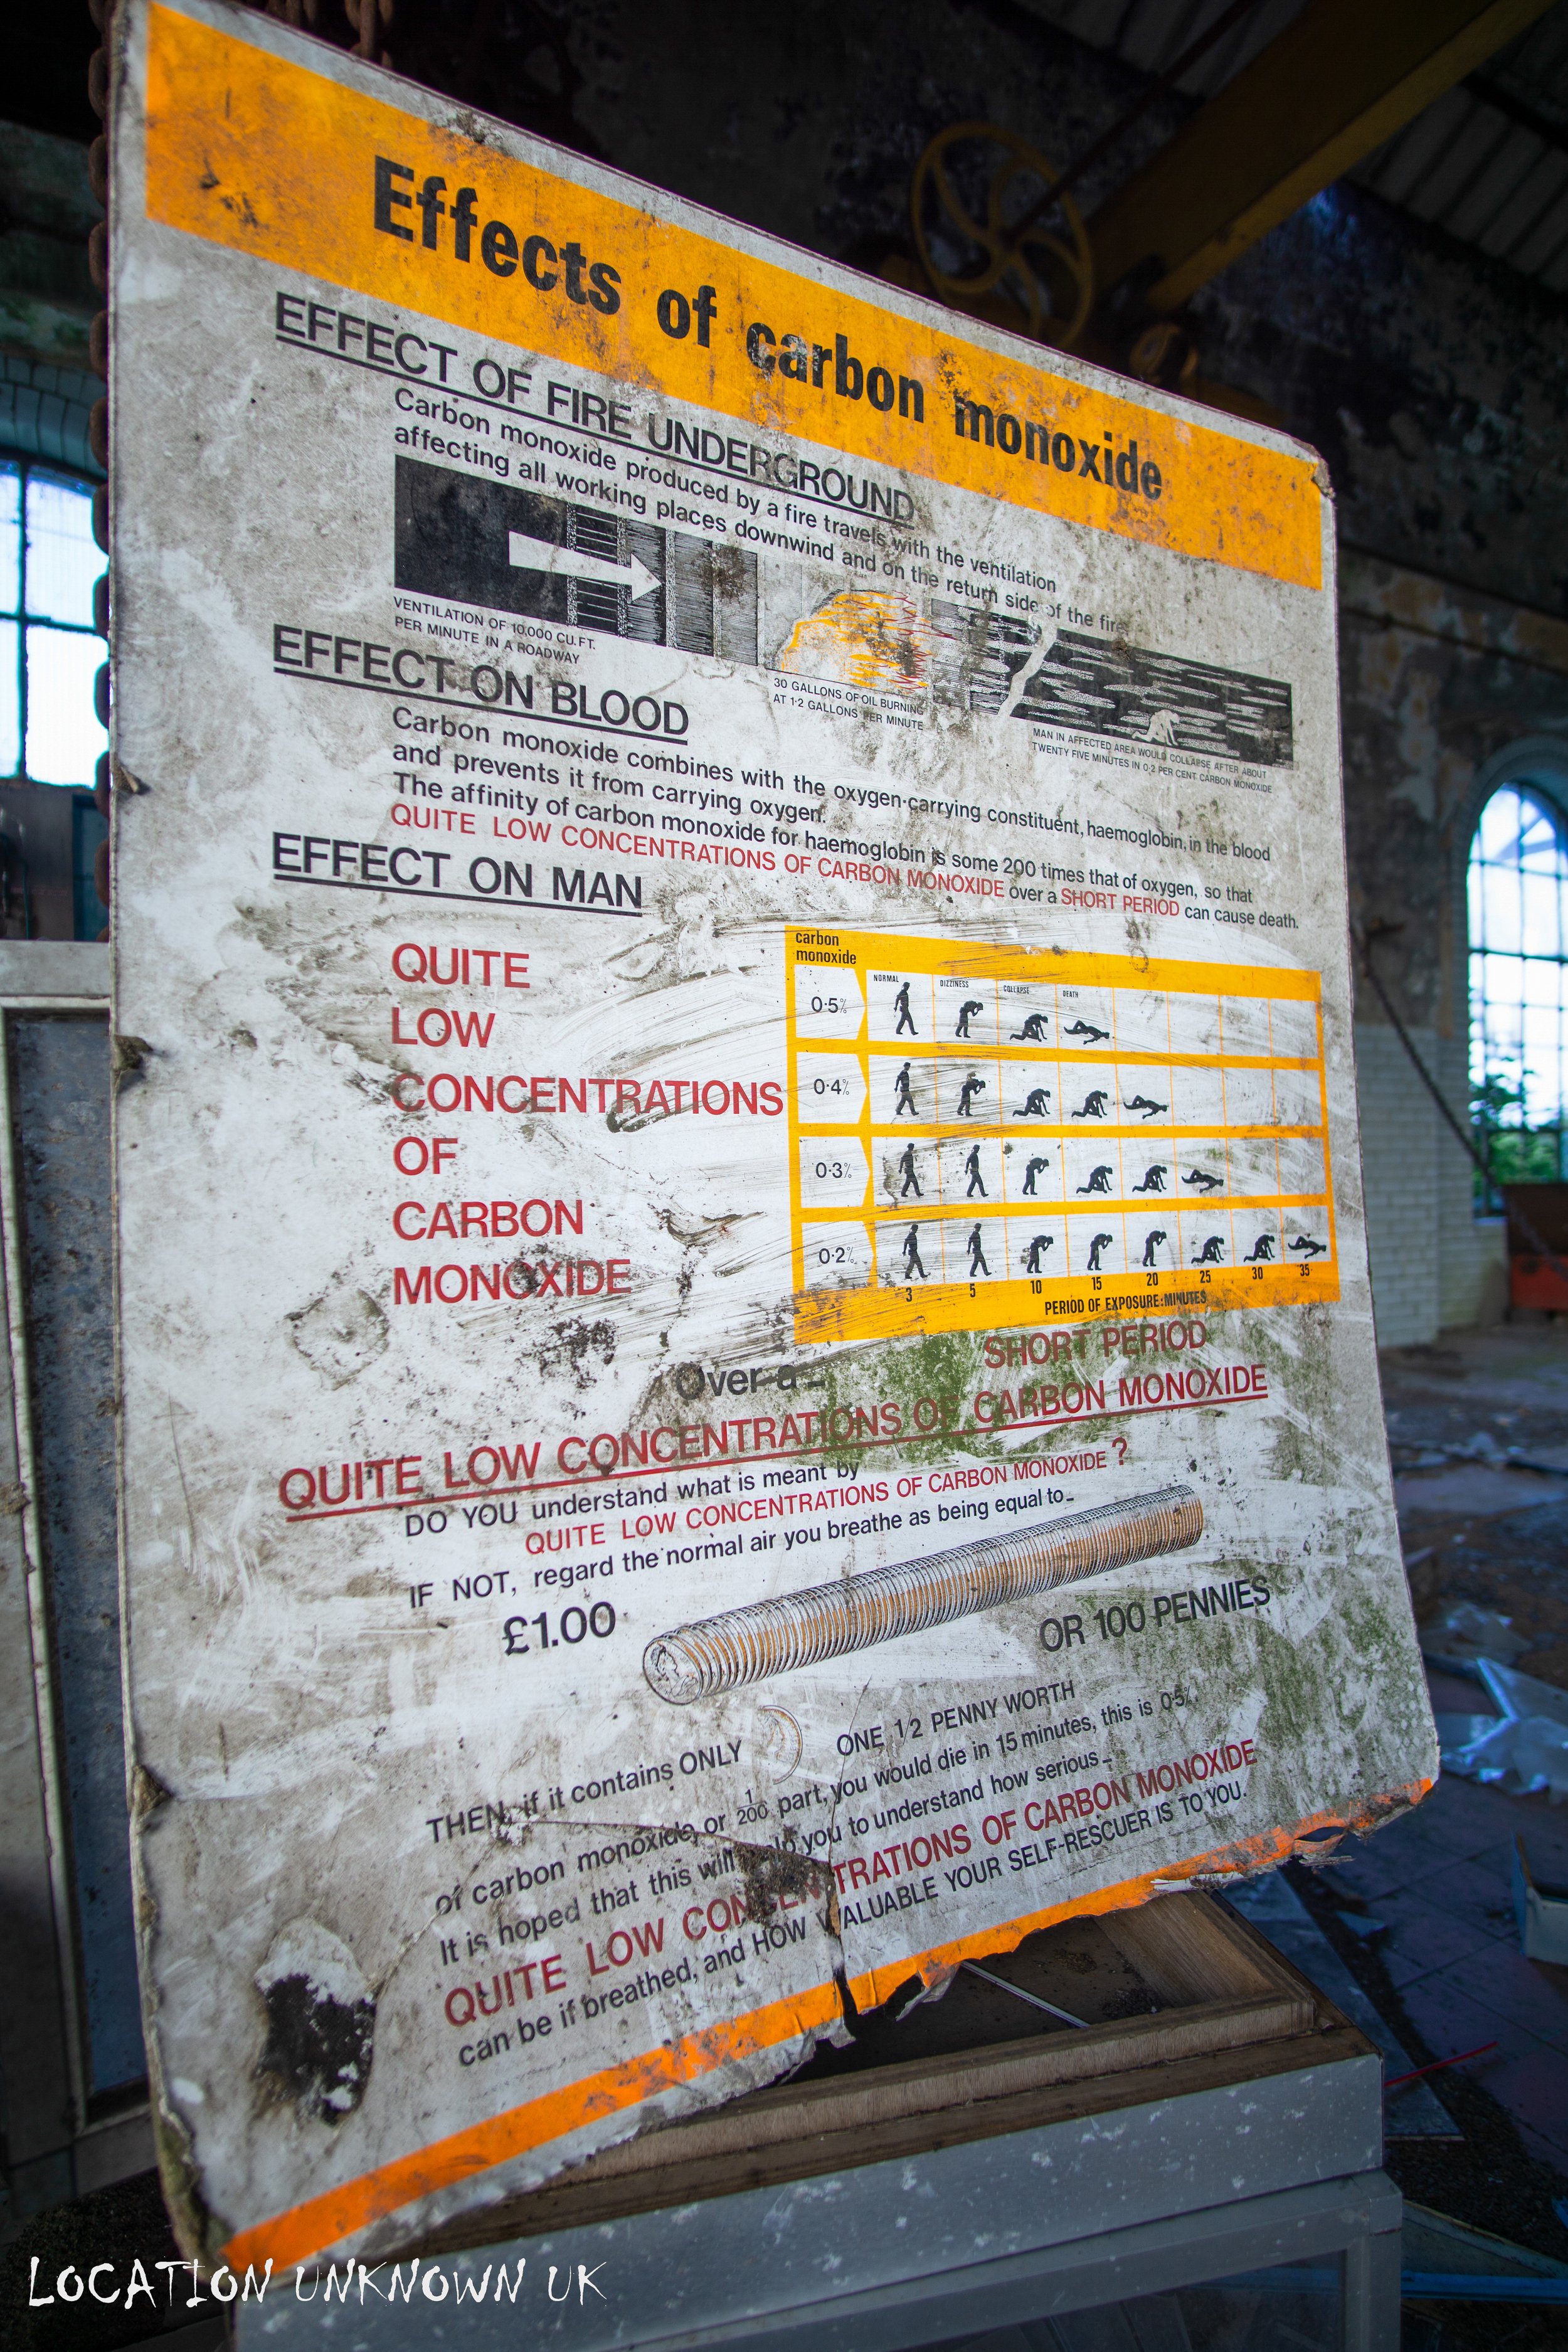 Effects of carbon monoxide
EFFECT OF FIRE UNDERGROUND
Carbon monoxide produced by a fire travels with the ventilation
affecting all working places downwind and on the return side of the fire
VENTILATION OF 10,000 CU.FT.
PER MINUTE IN A ROADWAY
30 GALLONS OF OIL BURNING
AT 1·2 GALLONS PER MINUTE
MAN IN AFFECTED AREA WOULD COLLAPSE AFTER ABOUT
TWENTY FIVE MINUTES IN 0·2 PER CENT CARBON MONOXIDE
EFFECT ON BLOOD
Carbon monoxide combines with the oxygen-carrying constituent, haemoglobin, in the blood
and prevents it from carrying oxygen.
The affinity of carbon monoxide for haemoglobin is some 200 times that of oxygen, so that
QUITE LOW CONCENTRATIONS OF CARBON MONOXIDE over a SHORT PERIOD can cause death.
EFFECT ON MAN
QUITE
LOW
CONCENTRATIONS
OF
CARBON
MONOXIDE
carbon
monoxide
NORMAL DIZZINESS COLLAPSE DEATH
0·5%
0·4%
0·3%
0·2%
3 5 10 15 20 25 30 35
PERIOD OF EXPOSURE:MINUTES
Over a – SHORT PERIOD
QUITE LOW CONCENTRATIONS OF CARBON MONOXIDE
DO YOU understand what is meant by
QUITE LOW CONCENTRATIONS OF CARBON MONOXIDE ?
IF NOT, regard the normal air you breathe as being equal to–
£1.00
OR 100 PENNIES
THEN, if it contains ONLY ONE 1/2 PENNY WORTH
of carbon monoxide, or 1/200 part, you would die in 15 minutes, this is 0·5%
It is hoped that this will help you to understand how serious–
QUITE LOW CONCENTRATIONS OF CARBON MONOXIDE
can be if breathed, and HOW VALUABLE YOUR SELF-RESCUER IS TO YOU.
LOCATION UNKNOWN UK